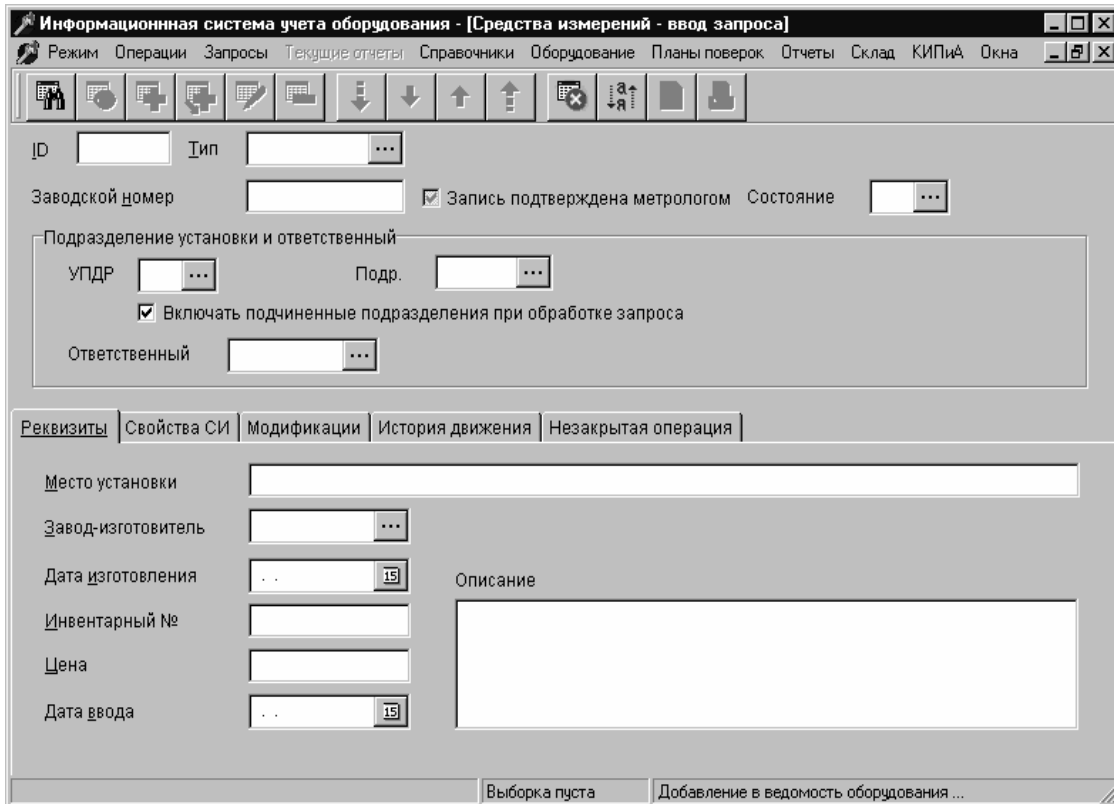 Информационнная система учета оборудования - [Средства измерений - ввод запроса]
Режим Операции Запросы Текущие отчеты Справочники Оборудование Планы поверок Отчеты Склад КИПиА Окна
а я
ID Тип ...
Заводской номер Запись подтверждена метрологом Состояние ...
Подразделение установки и ответственный
УПДР ... Подр. ...
Включать подчиненные подразделения при обработке запроса
Ответственный ...
Реквизиты Свойства СИ Модификации История движения Незакрытая операция
Место установки
Завод-изготовитель ...
Дата изготовления . . 15 Описание
Инвентарный №
Цена
Дата ввода . . 15
Выборка пуста Добавление в ведомость оборудования ...